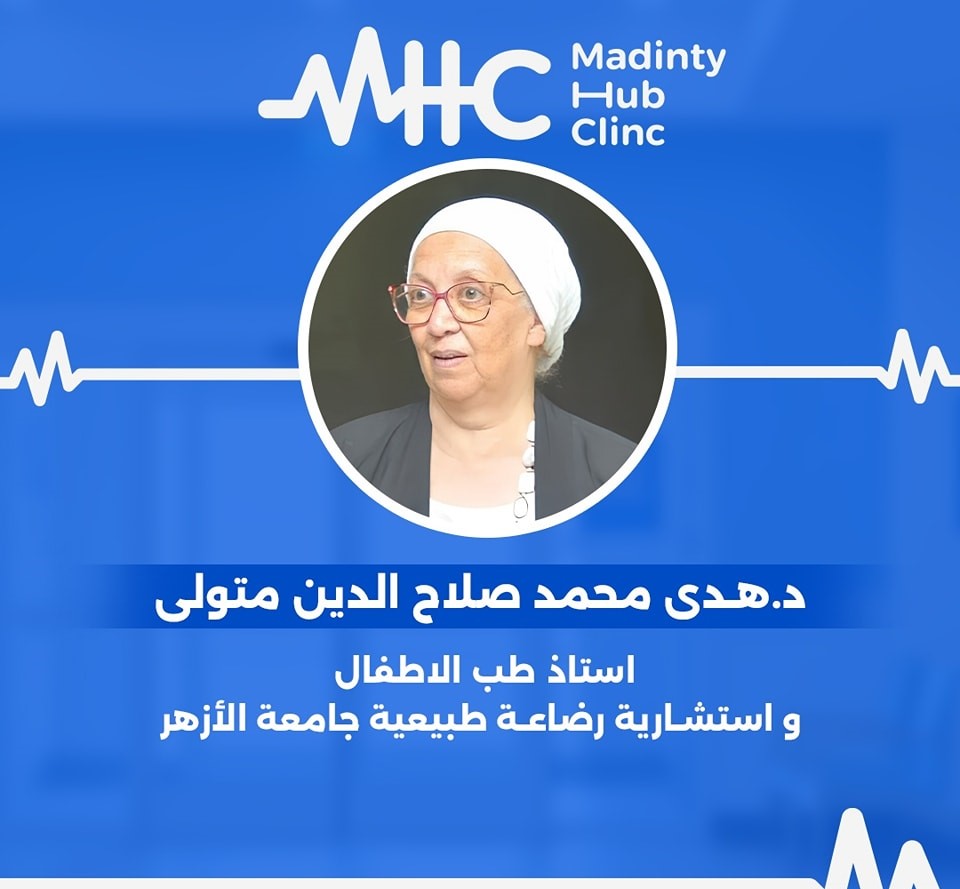 MHC
Madinty
Hub
Clinc
د.هدى محمد صلاح الدين متولى
استاذ طب الاطفال
و استشارية رضاعة طبيعية جامعة الأزهر